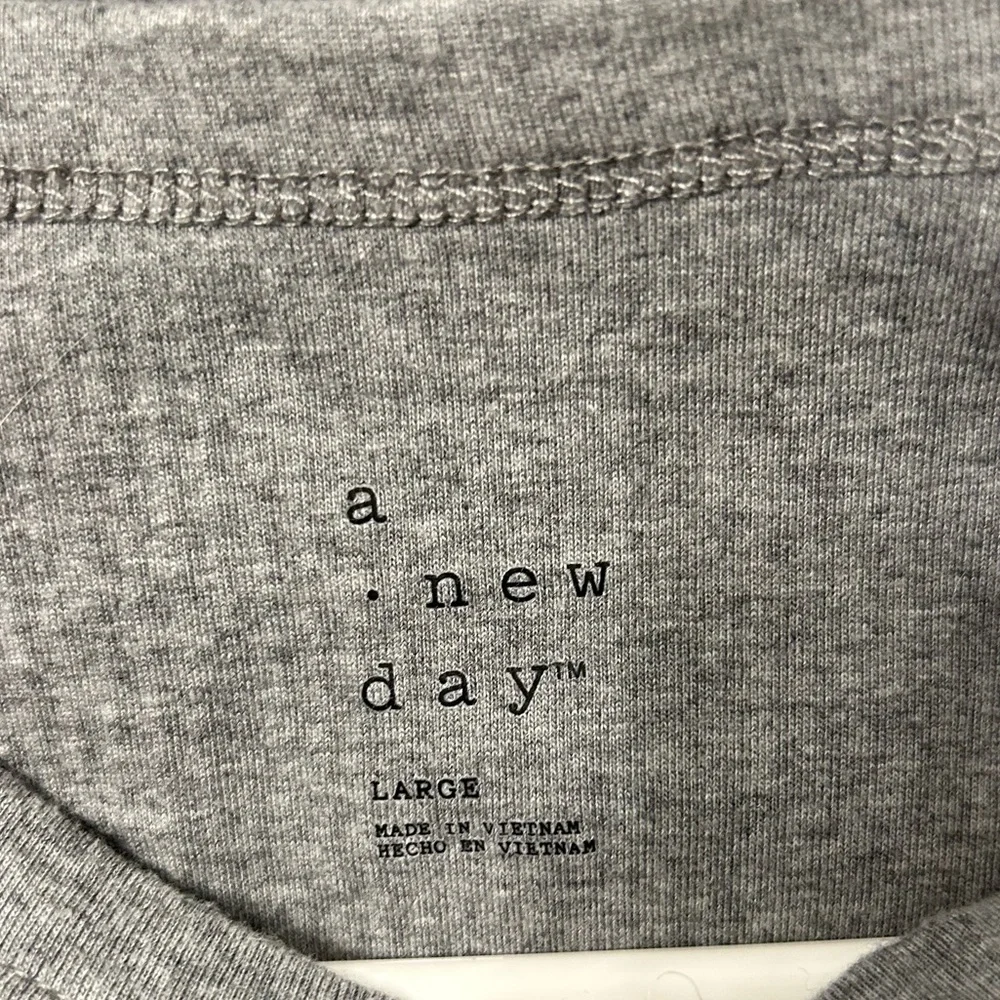 a
· new
day™
LARGE
MADE IN VIETNAM
HECHO EN VIETNAM